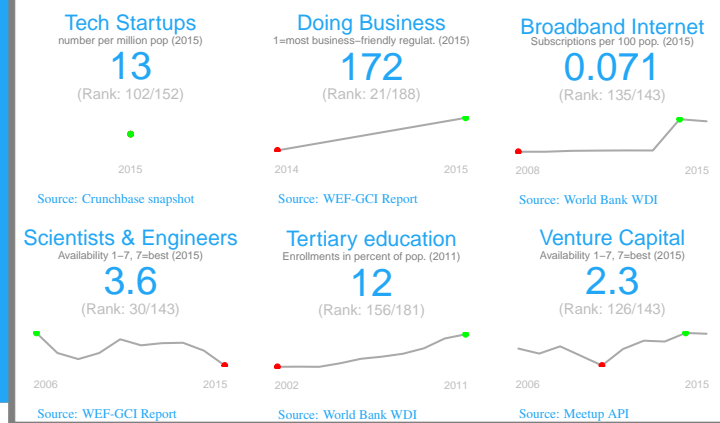 Tech Startups
number per million pop (2015)
13
(Rank: 102/152)
2015
Source: Crunchbase snapshot
Doing Business
1=most business−friendly regulat. (2015)
172
(Rank: 21/188)
2014
2015
Source: WEF-GCI Report
Broadband Internet
Subscriptions per 100 pop. (2015)
0.071
(Rank: 135/143)
2008
2015
Source: World Bank WDI
Scientists & Engineers
Availability 1−7, 7=best (2015)
3.6
(Rank: 30/143)
2006
2015
Source: WEF-GCI Report
Tertiary education
Enrollments in percent of pop. (2011)
12
(Rank: 156/181)
2002
2011
Source: World Bank WDI
Venture Capital
Availability 1−7, 7=best (2015)
2.3
(Rank: 126/143)
2006
2015
Source: Meetup API